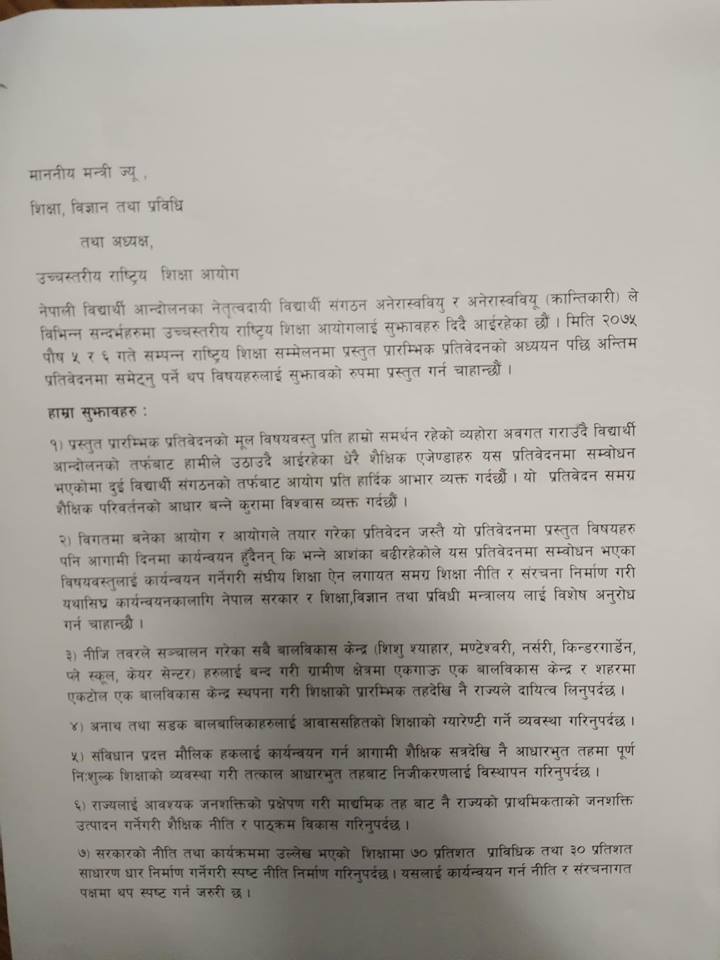 माननीय मन्त्री ज्यू ,
शिक्षा, विज्ञान तथा प्रविधि
तथा अध्यक्ष,
उच्चस्तरीय राष्ट्रिय शिक्षा आयोग
नेपाली विद्यार्थी आन्दोलनका नेतृत्वदायी विद्यार्थी संगठन अनेरास्ववियु र अनेरास्ववियू (क्रान्तिकारी) ले
विभिन्न सन्दर्भहरुमा उच्चस्तरीय राष्ट्रिय शिक्षा आयोगलाई सुझावहरु दिदै आईरहेका छौं । मिति २०७५
पौष ५ र ६ गते सम्पन्न राष्ट्रिय शिक्षा सम्मेलनमा प्रस्तुत प्रारम्भिक प्रतिवेदनको अध्ययन पछि अन्तिम
प्रतिवेदनमा समेट्नु पर्ने थप विषयहरुलाई सुझावको रुपमा प्रस्तुत गर्न चाहान्छौं ।
हाम्रा सुझावहरु :
१) प्रस्तुत प्रारम्भिक प्रतिवेदनको मूल विषयवस्तु प्रति हाम्रो समर्थन रहेको व्यहोरा अवगत गराउँदै विद्यार्थी
आन्दोलनको तर्फबाट हामीले उठाउदै आईरहेका धेरै शैक्षिक एजेण्डाहरु यस प्रतिवेदनमा सम्वोधन
भएकोमा दुई विद्यार्थी संगठनको तर्फबाट आयोग प्रति हार्दिक आभार व्यक्त गर्दछौं । यो प्रतिवेदन समग्र
शैक्षिक परिवर्तनको आधार बन्ने कुरामा विश्वास व्यक्त गर्दछौं ।
२) विगतमा बनेका आयोग र आयोगले तयार गरेका प्रतिवेदन जस्तै यो प्रतिवेदनमा प्रस्तुत विषयहरु
पनि आगामी दिनमा कार्यन्वयन हुँदैनन् कि भन्ने आशंका बढीरहेकोले यस प्रतिवेदनमा सम्वोधन भएका
विषयवस्तुलाई कार्यन्वयन गर्नेगरी संघीय शिक्षा ऐन लगायत समग्र शिक्षा नीति र संरचना निर्माण गरी
यथासिघ्र कार्यन्वयनकालागि नेपाल सरकार र शिक्षा,विज्ञान तथा प्रविधी मन्त्रालय लाई विशेष अनुरोध
गर्न चाहान्छौं ।
३) नीजि तवरले सञ्चालन गरेका सबै बालविकास केन्द्र (शिशु श्याहार, मण्टेश्वरी, नर्सरी, किन्डरगार्डेन,
प्ले स्कूल, केयर सेन्टर) हरुलाई बन्द गरी ग्रामीण क्षेत्रमा एकगाऊ एक बालविकास केन्द्र र शहरमा
एकटोल एक बालविकास केन्द्र स्थपना गरी शिक्षाको प्रारम्भिक तहदेखि नै राज्यले दायित्व लिनुपर्दछ ।
४) अनाथ तथा सडक बालबालिकाहरुलाई आबाससहितको शिक्षाको ग्यारेण्टी गर्ने व्यवस्था गरिनुपर्दछ ।
५) संविधान प्रदत्त मौलिक हकलाई कार्यन्वयन गर्न आगामी शैक्षिक सत्रदेखि नै आधारभुत तहमा पूर्ण
नि:शुल्क शिक्षाको व्यवस्था गरी तत्काल आधारभुत तहबाट निजीकरणलाई विस्थापन गरिनुपर्दछ ।
६) राज्यलाई आवश्यक जनशक्तिको प्रक्षेपण गरी माद्यमिक तह बाट नै राज्यको प्राथमिकताको जनशक्ति
उत्पादन गर्नेगरी शैक्षिक नीति र पाठ्क्रम विकास गरिनुपर्दछ ।
७) सरकारको नीति तथा कार्यक्रममा उल्लेख भएको शिक्षामा ७० प्रतिशत प्राविधिक तथा ३० प्रतिशत
साधारण धार निर्माण गर्नेगरी स्पष्ट नीति निर्माण गरिनुपर्दछ । यसलाई कार्यन्वयन गर्न नीति र संरचनागत
पक्षमा थप स्पष्ट गर्न जरुरी छ ।